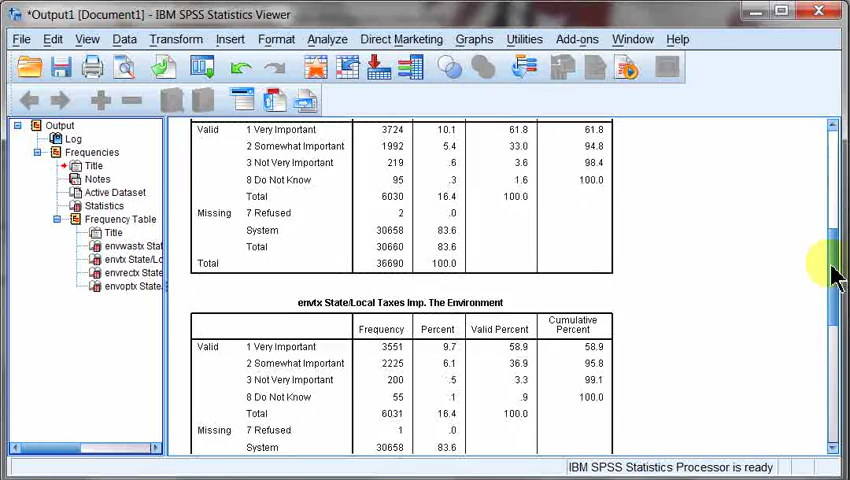 *Output1 [Document1] - IBM SPSS Statistics Viewer
File Edit View Data Transform Insert Format Analyze Direct Marketing Graphs Utilities Add-ons Window Help
Output
Log
Frequencies
Title
Notes
Active Dataset
Statistics
Frequency Table
Title
envwastx Stat
envtx State/Lo
envrectx State
envoptx State
Valid 1 Very Important 3724 10.1 61.8 61.8
2 Somewhat Important 1992 5.4 33.0 94.8
3 Not Very Important 219 .6 3.6 98.4
8 Do Not Know 95 .3 1.6 100.0
Total 6030 16.4 100.0
Missing 7 Refused 2 .0
System 30658 83.6
Total 30660 83.6
Total 36690 100.0
envtx State/Local Taxes Imp. The Environment
Frequency Percent Valid Percent Cumulative Percent
Valid 1 Very Important 3551 9.7 58.9 58.9
2 Somewhat Important 2225 6.1 36.9 95.8
3 Not Very Important 200 .5 3.3 99.1
8 Do Not Know 55 .1 .9 100.0
Total 6031 16.4 100.0
Missing 7 Refused 1 .0
System 30658 83.6
IBM SPSS Statistics Processor is ready